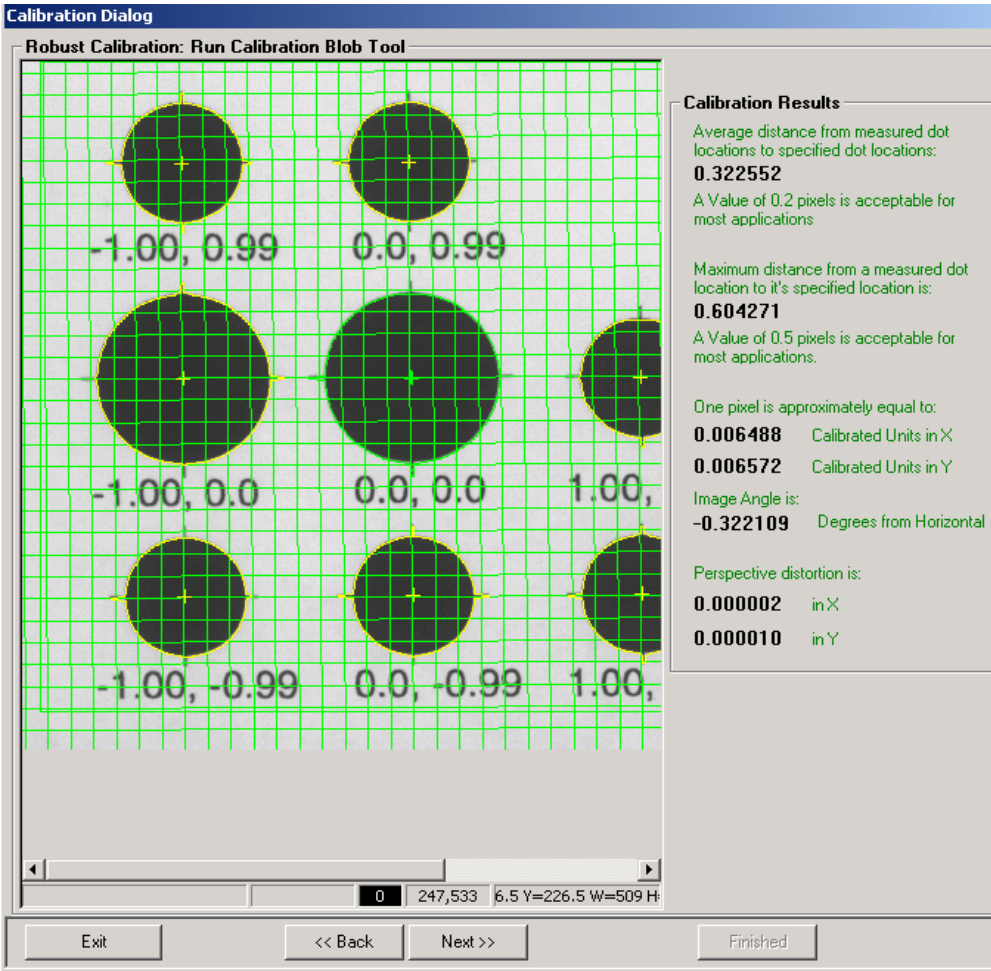 Calibration Dialog
Robust Calibration: Run Calibration Blob Tool
-1.00, 0.99
0.0, 0.99
-1.00, 0.0
0.0, 0.0
1.00,
-1.00, -0.99
0.0, -0.99
1.00,
0
247,533
6.5 Y=226.5 W=509 H
Calibration Results
Average distance from measured dot
locations to specified dot locations:
0.322552
A Value of 0.2 pixels is acceptable for
most applications
Maximum distance from a measured dot
location to it's specified location is:
0.604271
A Value of 0.5 pixels is acceptable for
most applications.
One pixel is approximately equal to:
0.006488 Calibrated Units in X
0.006572 Calibrated Units in Y
Image Angle is:
-0.322109 Degrees from Horizontal
Perspective distortion is:
0.000002 in X
0.000010 in Y
Exit
<< Back
Next >>
Finished